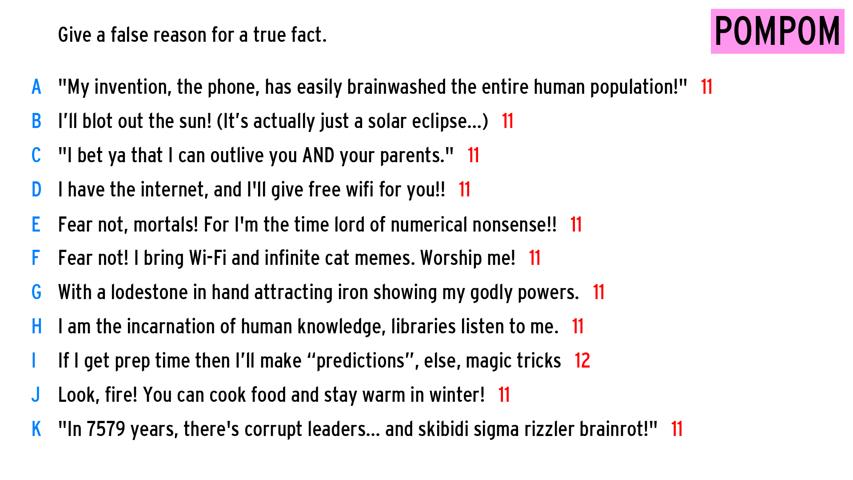 Give a false reason for a true fact.
POMPOM
A "My invention, the phone, has easily brainwashed the entire human population!" 11
B I’ll blot out the sun! (It’s actually just a solar eclipse...) 11
C "I bet ya that I can outlive you AND your parents." 11
D I have the internet, and I'll give free wifi for you!! 11
E Fear not, mortals! For I'm the time lord of numerical nonsense!! 11
F Fear not! I bring Wi-Fi and infinite cat memes. Worship me! 11
G With a lodestone in hand attracting iron showing my godly powers. 11
H I am the incarnation of human knowledge, libraries listen to me. 11
I If I get prep time then I’ll make “predictions”, else, magic tricks 12
J Look, fire! You can cook food and stay warm in winter! 11
K "In 7579 years, there's corrupt leaders... and skibidi sigma rizzler brainrot!" 11